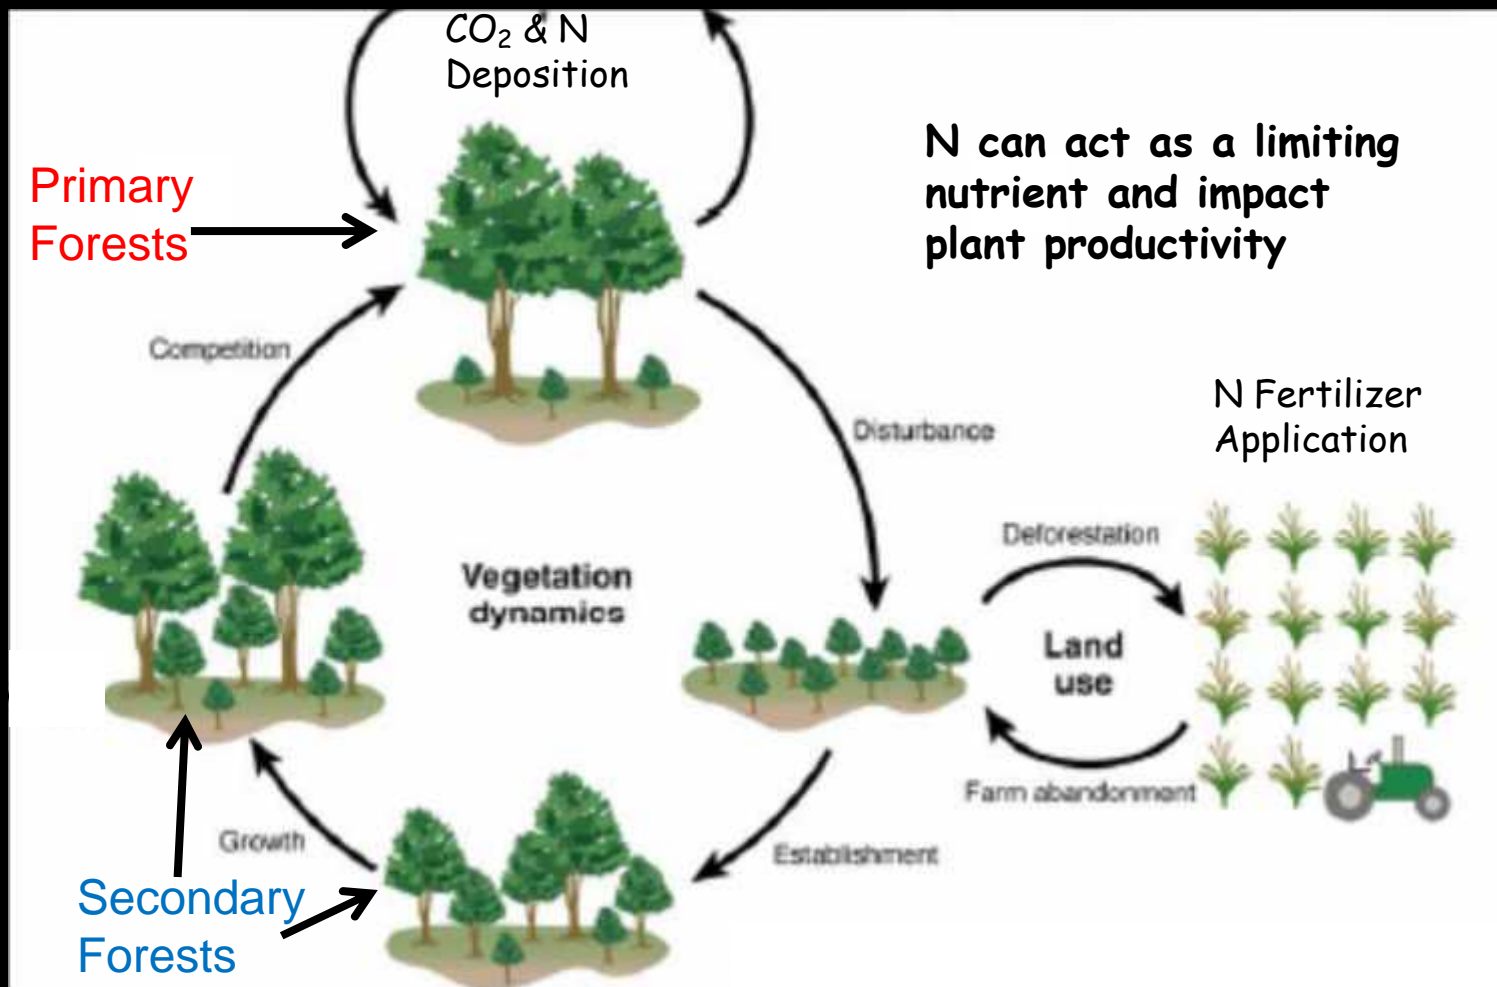 CO₂ & N
Deposition
N can act as a limiting
nutrient and impact
plant productivity
Primary
Forests
Competition
Disturbance
N Fertilizer
Application
Deforestation
Vegetation
dynamics
Land
use
Farm abandonment
Growth
Establishment
Secondary
Forests